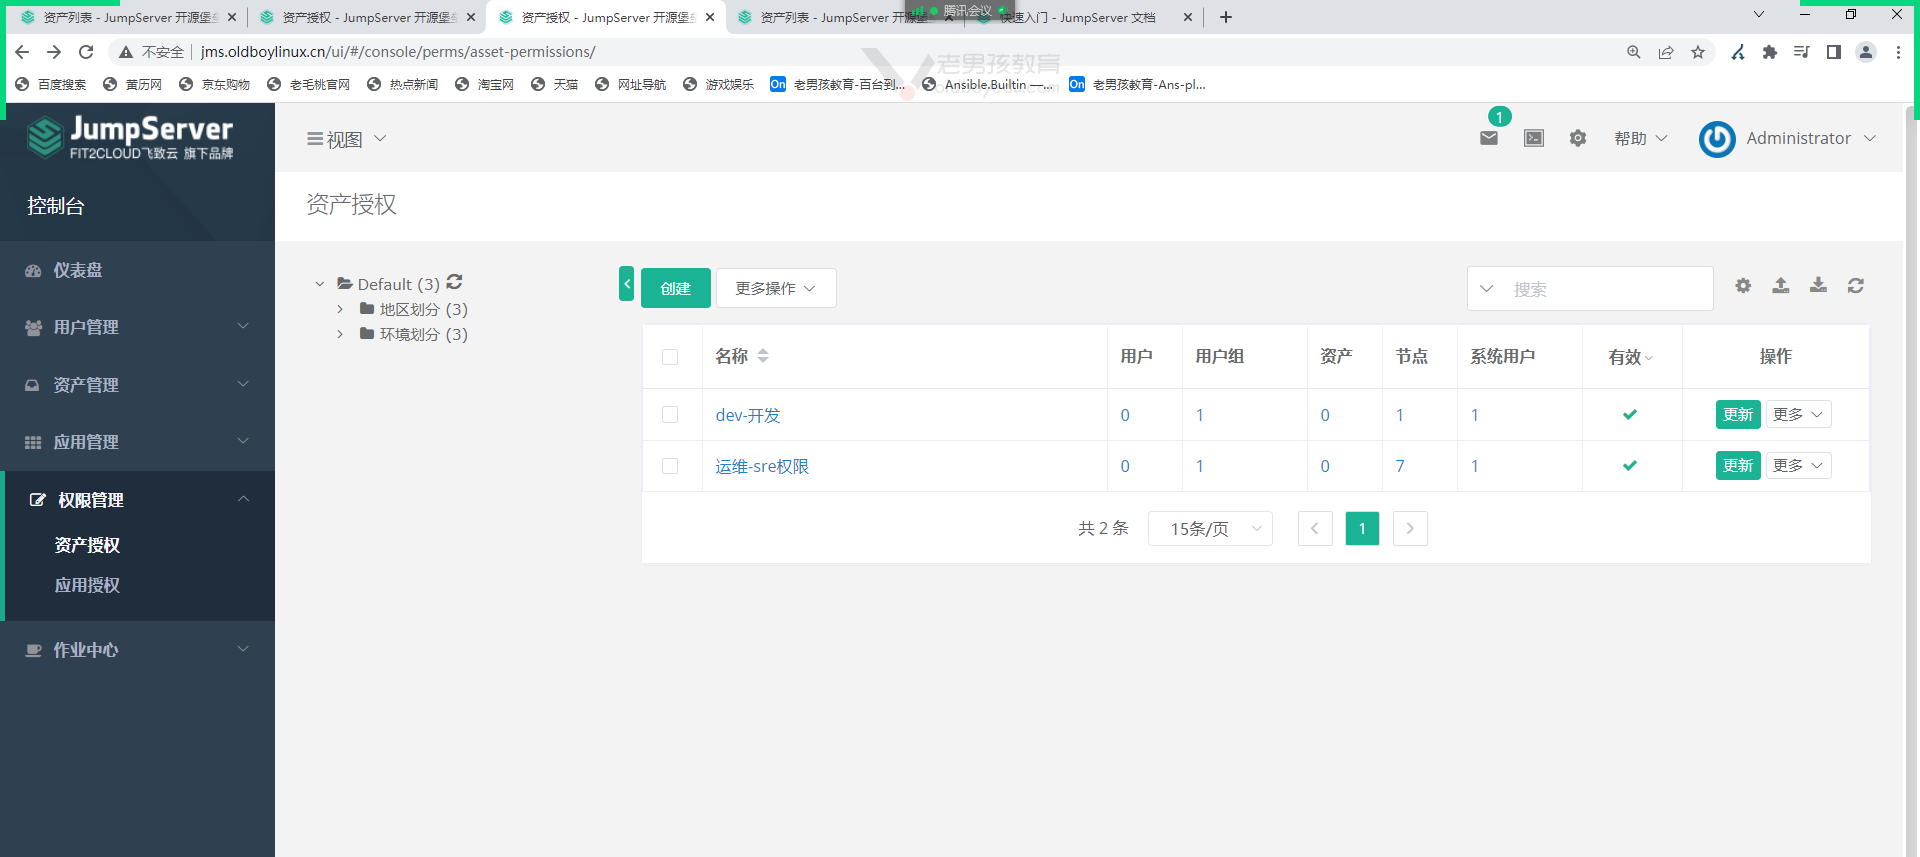 资产列表 - JumpServer 开源堡
资产授权 - JumpServer 开源堡
资产授权 - JumpServer 开源堡
资产列表 - JumpServer 开源堡
腾讯会议
快速入门 - JumpServer 文档
不安全
jms.oldboylinux.cn/ui/#/console/perms/asset-permissions/
老男孩教育
百度搜索
黄历网
京东购物
老毛桃官网
热点新闻
淘宝网
天猫
网址导航
游戏娱乐
On 老男孩教育-百台到...
Ansible.Builtin —...
On 老男孩教育-Ans-pl...
JumpServer
FIT2CLOUD飞致云 旗下品牌
视图
1
帮助
Administrator
控制台
资产授权
仪表盘
用户管理
资产管理
应用管理
权限管理
资产授权
应用授权
作业中心
Default (3)
地区划分 (3)
环境划分 (3)
创建
更多操作
搜索
名称 用户 用户组 资产 节点 系统用户 有效 操作
dev-开发 0 1 0 1 1 更新 更多
运维-sre权限 0 1 0 7 1 更新 更多
共 2 条 15条/页 1